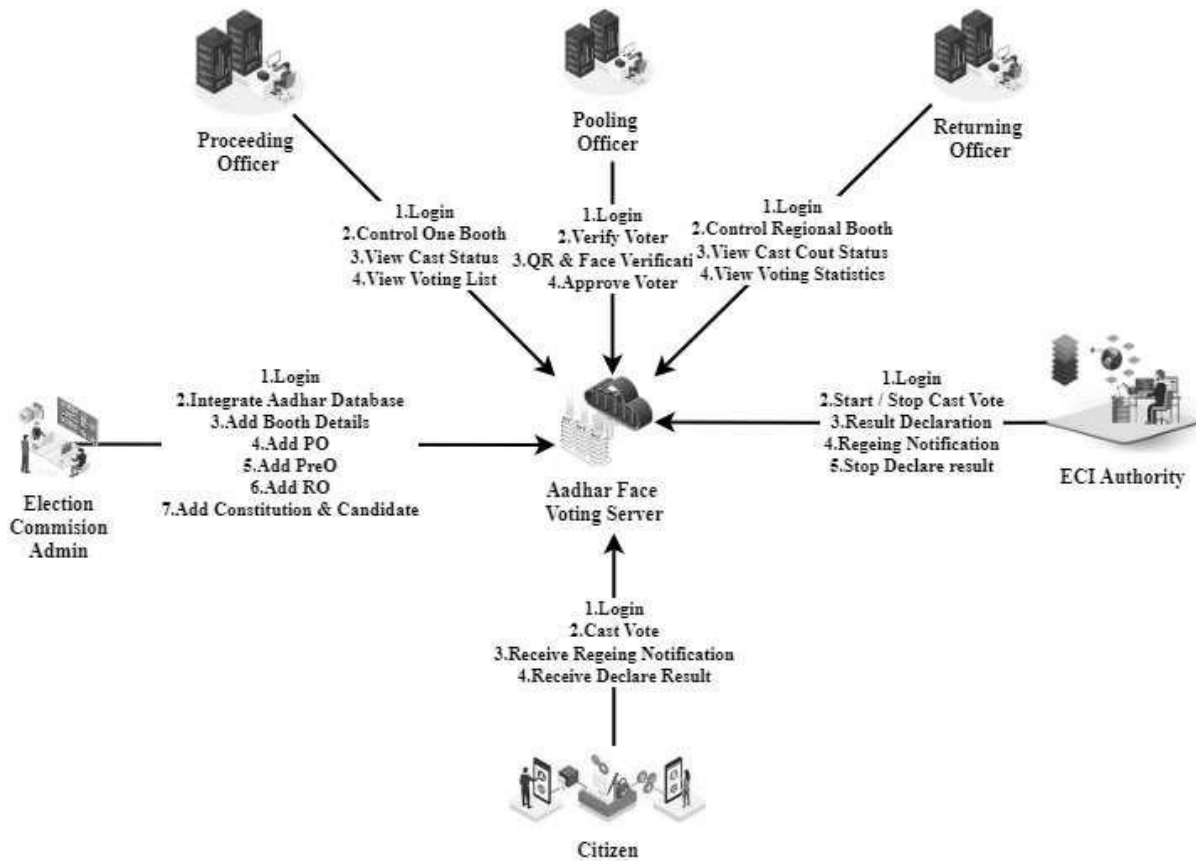 Proceeding
Officer
Pooling
Officer
Returning
Officer
1.Login
2.Control One Booth
3.View Cast Status
4.View Voting List
1.Login
2.Verify Voter
3.QR & Face Verificati
4.Approve Voter
1.Login
2.Control Regional Booth
3.View Cast Cout Status
4.View Voting Statistics
1.Login
2.Integrate Aadhar Database
3.Add Booth Details
4.Add PO
5.Add PreO
6.Add RO
7.Add Constitution & Candidate
Election
Commision
Admin
Aadhar Face
Voting Server
1.Login
2.Start / Stop Cast Vote
3.Result Declaration
4.Regeing Notification
5.Stop Declare result
ECI Authority
1.Login
2.Cast Vote
3.Receive Regeing Notification
4.Receive Declare Result
Citizen